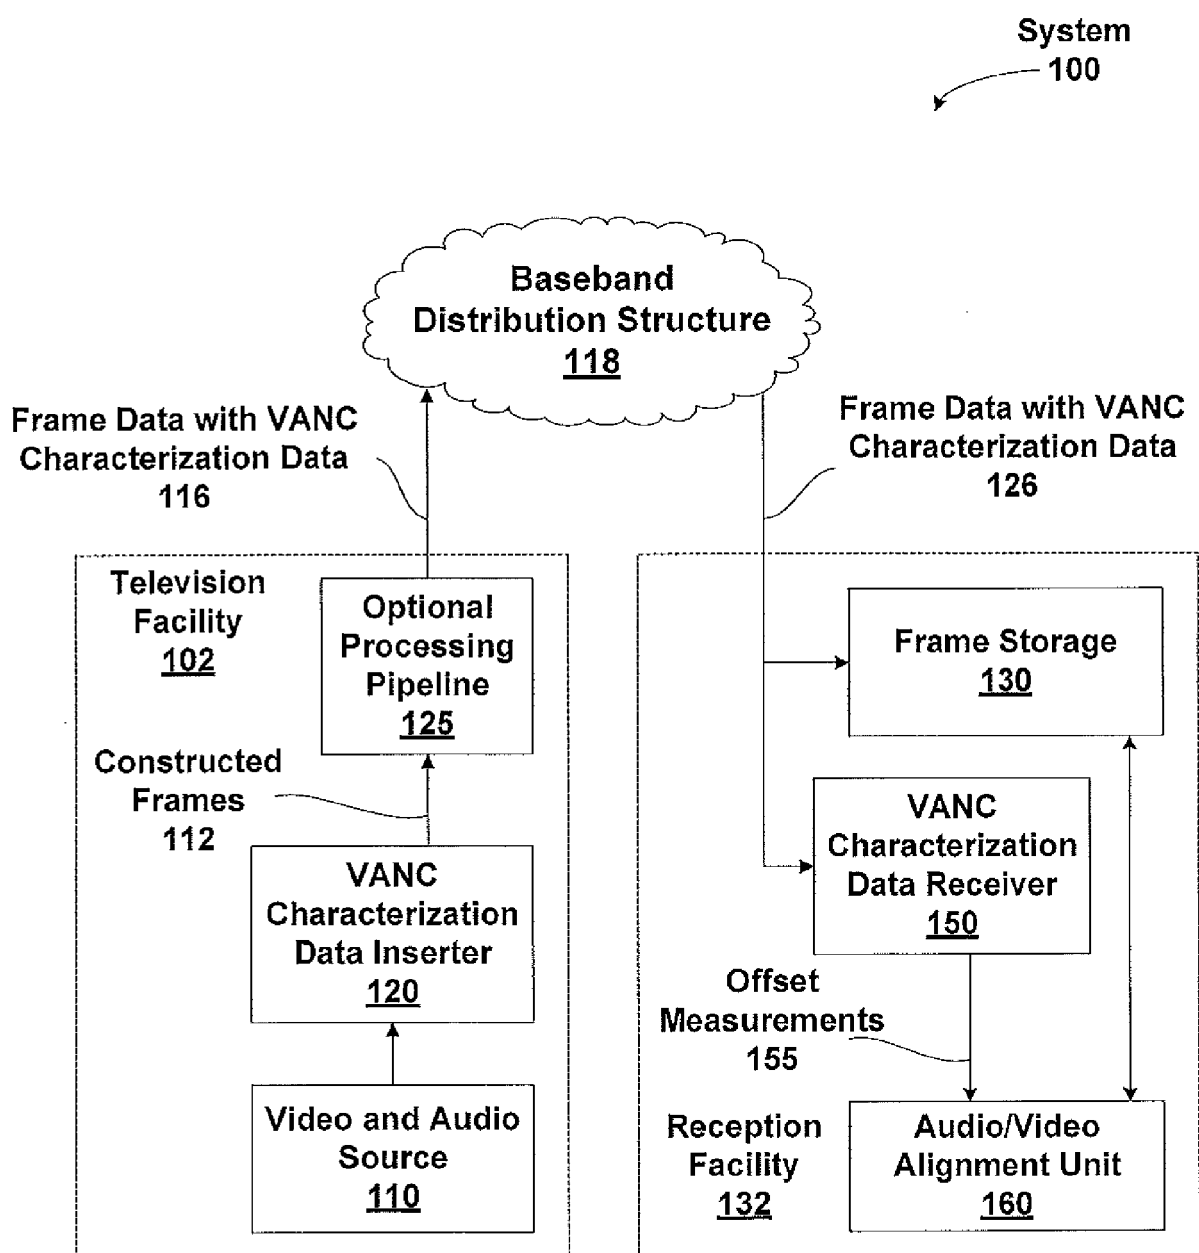 System
100
Baseband
Distribution Structure
118
Frame Data with VANC
Characterization Data
116
Frame Data with VANC
Characterization Data
126
Television
Facility
102
Optional
Processing
Pipeline
125
Constructed
Frames
112
VANC
Characterization
Data Inserter
120
Video and Audio
Source
110
Frame Storage
130
VANC
Characterization
Data Receiver
150
Offset
Measurements
155
Reception
Facility
132
Audio/Video
Alignment Unit
160